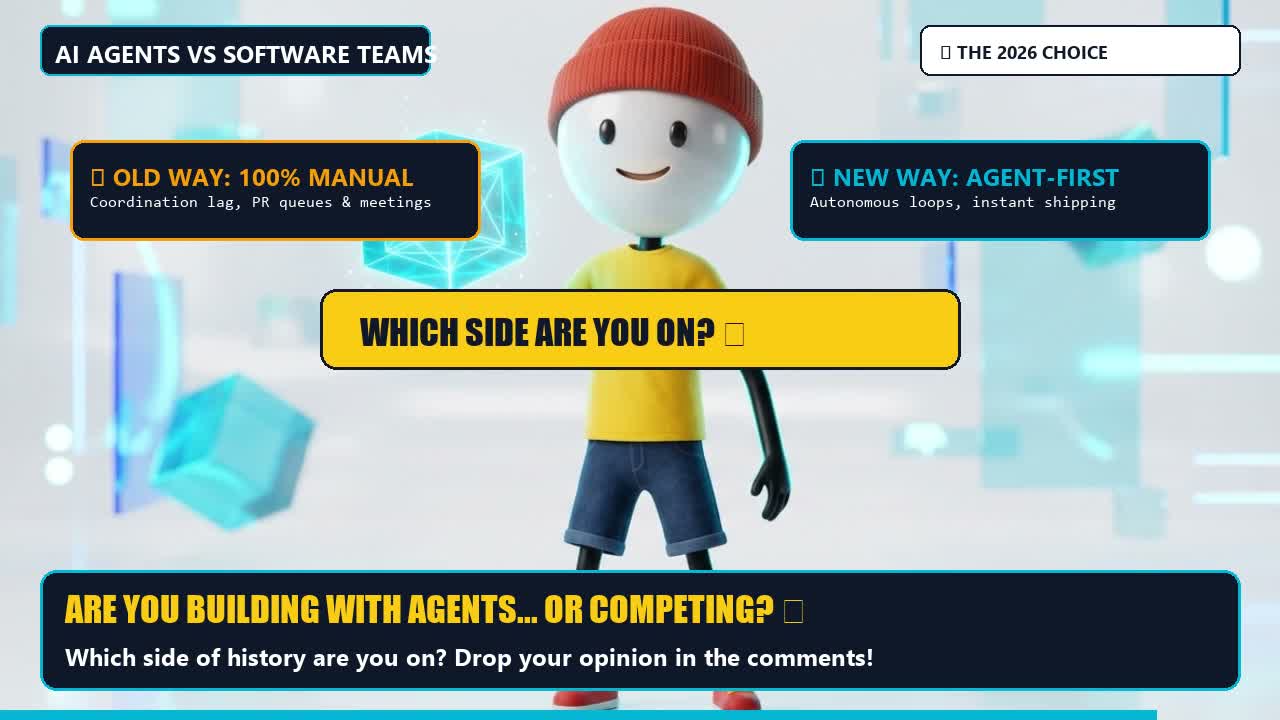 AI AGENTS VS SOFTWARE TEAMS
THE 2026 CHOICE
OLD WAY: 100% MANUAL
Coordination lag, PR queues & meetings
NEW WAY: AGENT-FIRST
Autonomous loops, instant shipping
WHICH SIDE ARE YOU ON?
ARE YOU BUILDING WITH AGENTS... OR COMPETING?
Which side of history are you on? Drop your opinion in the comments!